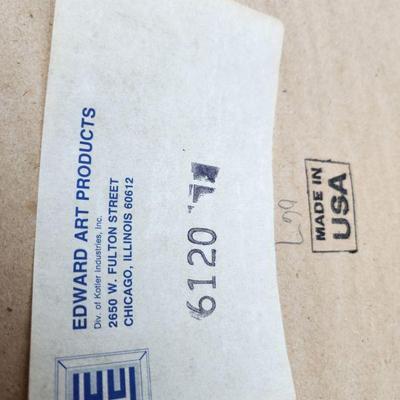 EDWARD ART PRODUCTS
Div. of Kotler Industries, Inc.
2650 W. FULTON STREET
CHICAGO, ILLINOIS 60612
6120
MADE IN
USA